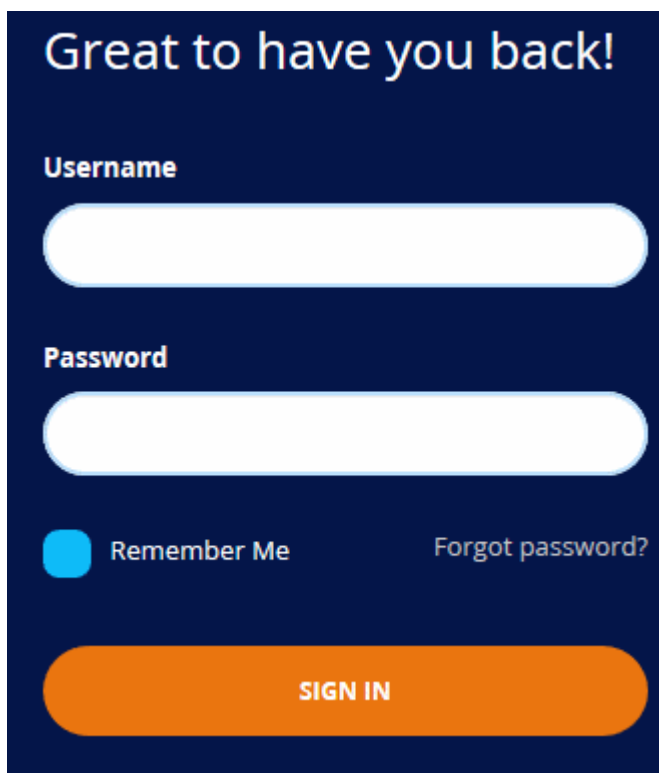 Great to have you back!
Username
Password
Remember Me Forgot password?
SIGN IN